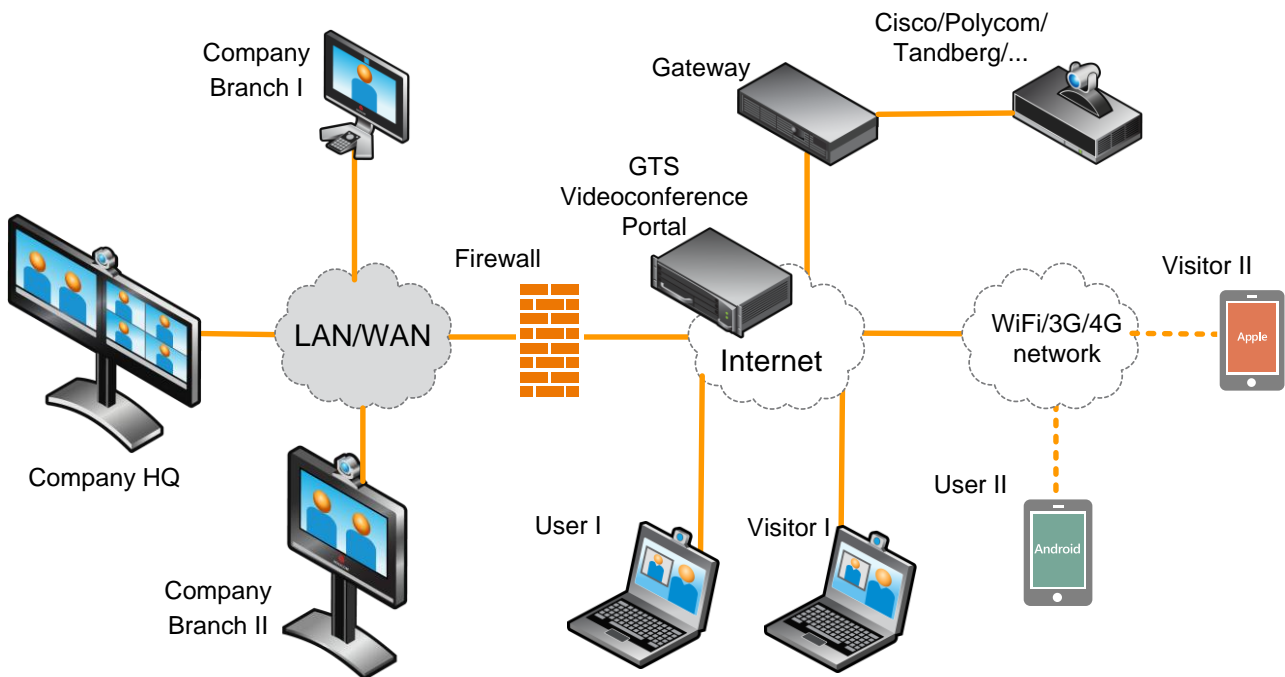 Company
Branch I
Gateway
Cisco/Polycom/
Tandberg/...
GTS
Videoconference
Portal
Firewall
Visitor II
LAN/WAN
Internet
WiFi/3G/4G
network
Apple
Company HQ
User II
User I
Visitor I
Android
Company
Branch II